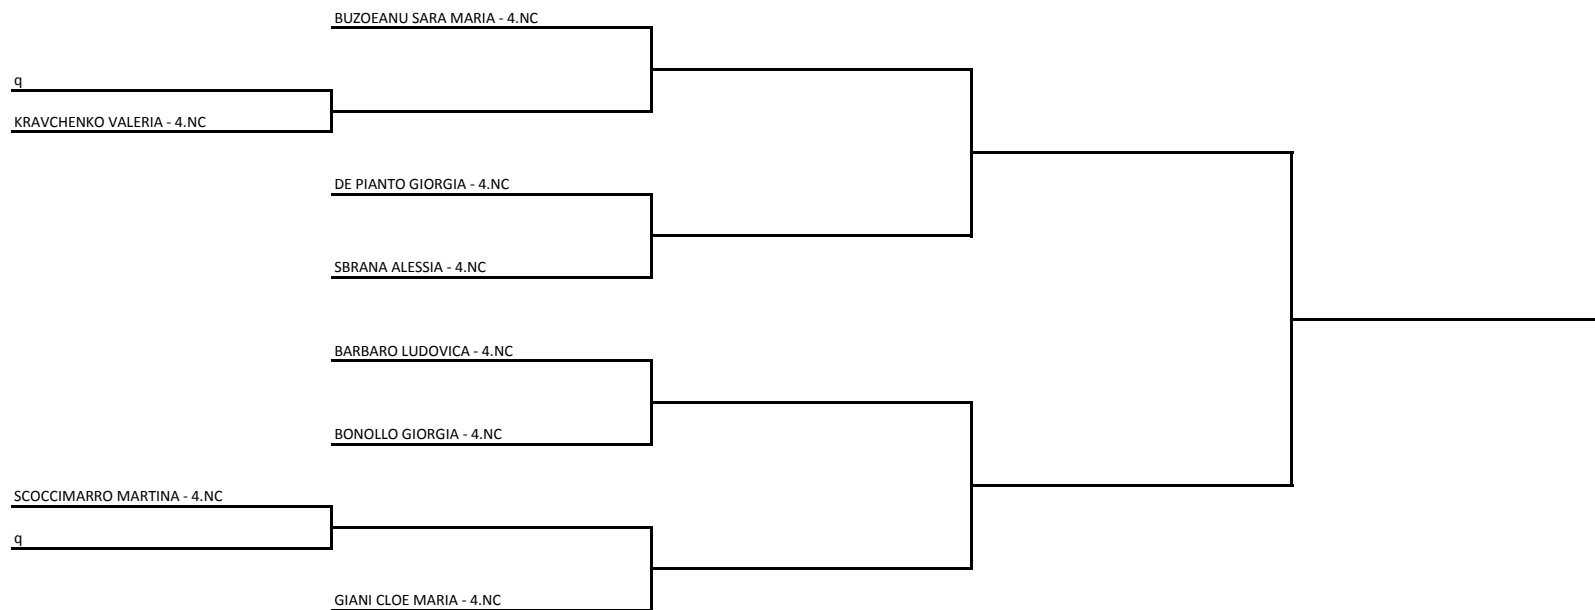 BUZOEANU SARA MARIA - 4.NC
q
KRAVCHENKO VALERIA - 4.NC
DE PIANTO GIORGIA - 4.NC
SBRANA ALESSIA - 4.NC
BARBARO LUDOVICA - 4.NC
BONOLLO GIORGIA - 4.NC
SCOCCIMARRO MARTINA - 4.NC
q
GIANI CLOE MARIA - 4.NC